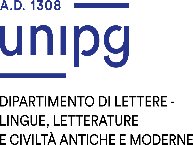 A.D. 1308
unipg
DIPARTIMENTO DI LETTERE -
LINGUE, LETTERATURE
E CIVILTÀ ANTICHE E MODERNE